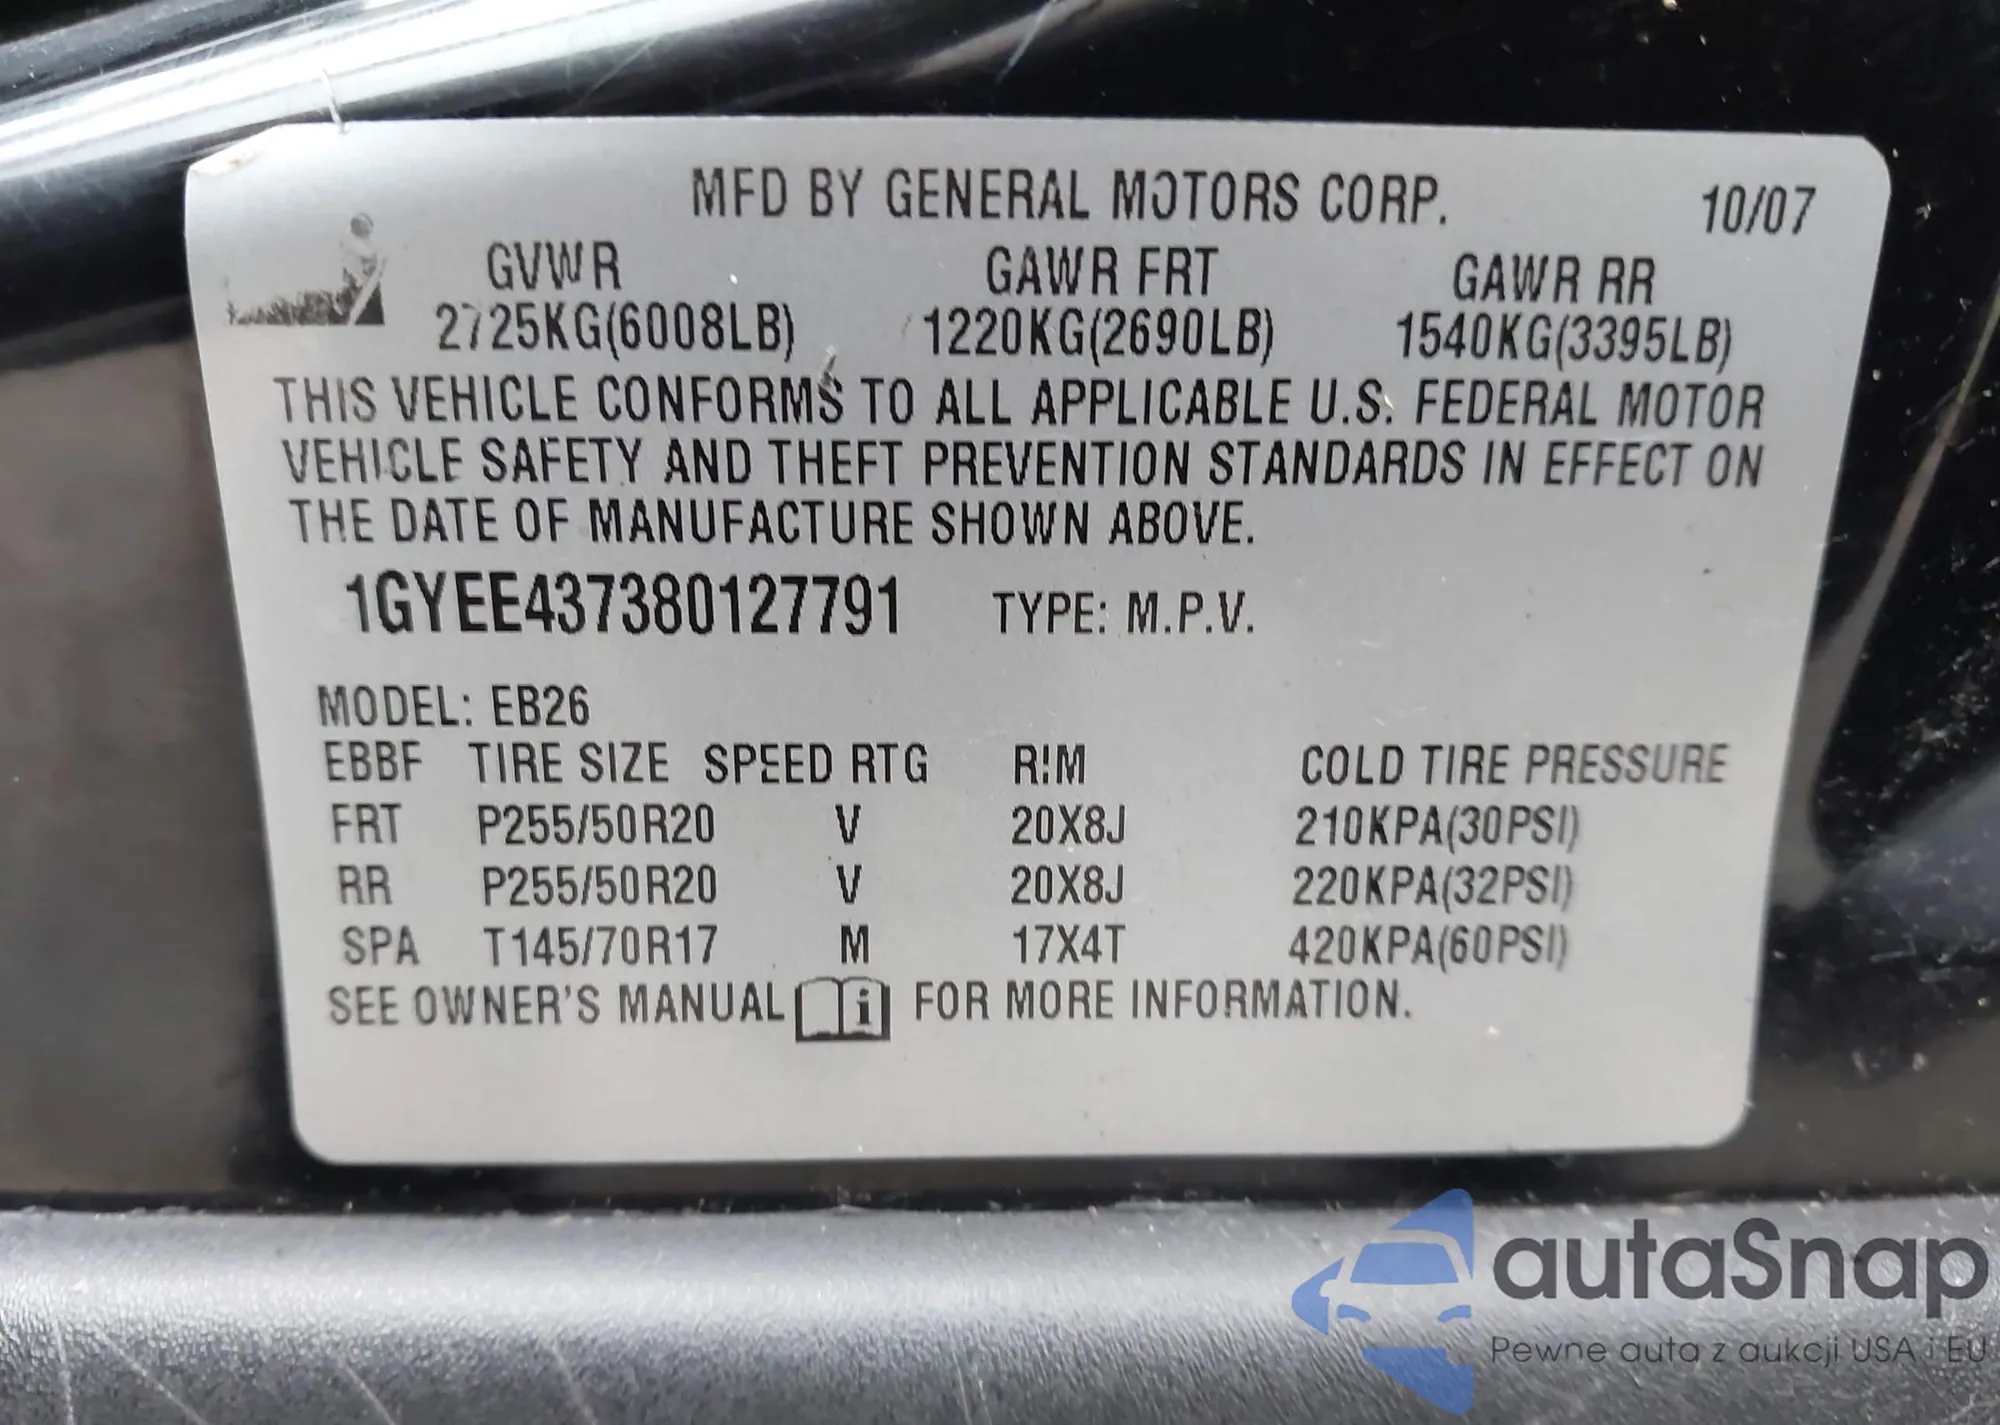 MFD BY GENERAL MOTORS CORP. 10/07
GVWR GAWR FRT GAWR RR
2725KG(6008LB) 1220KG(2690LB) 1540KG(3395LB)
THIS VEHICLE CONFORMS TO ALL APPLICABLE U.S. FEDERAL MOTOR
VEHICLE SAFETY AND THEFT PREVENTION STANDARDS IN EFFECT ON
THE DATE OF MANUFACTURE SHOWN ABOVE.
1GYEE437380127791 TYPE: M.P.V.
MODEL: EB26
EBBF TIRE SIZE SPEED RTG RIM COLD TIRE PRESSURE
FRT P255/50R20 V 20X8J 210KPA(30PSI)
RR P255/50R20 V 20X8J 220KPA(32PSI)
SPA T145/70R17 M 17X4T 420KPA(60PSI)
SEE OWNER'S MANUAL i FOR MORE INFORMATION.
autaSnap
Pewne auta z aukcji USA i EU